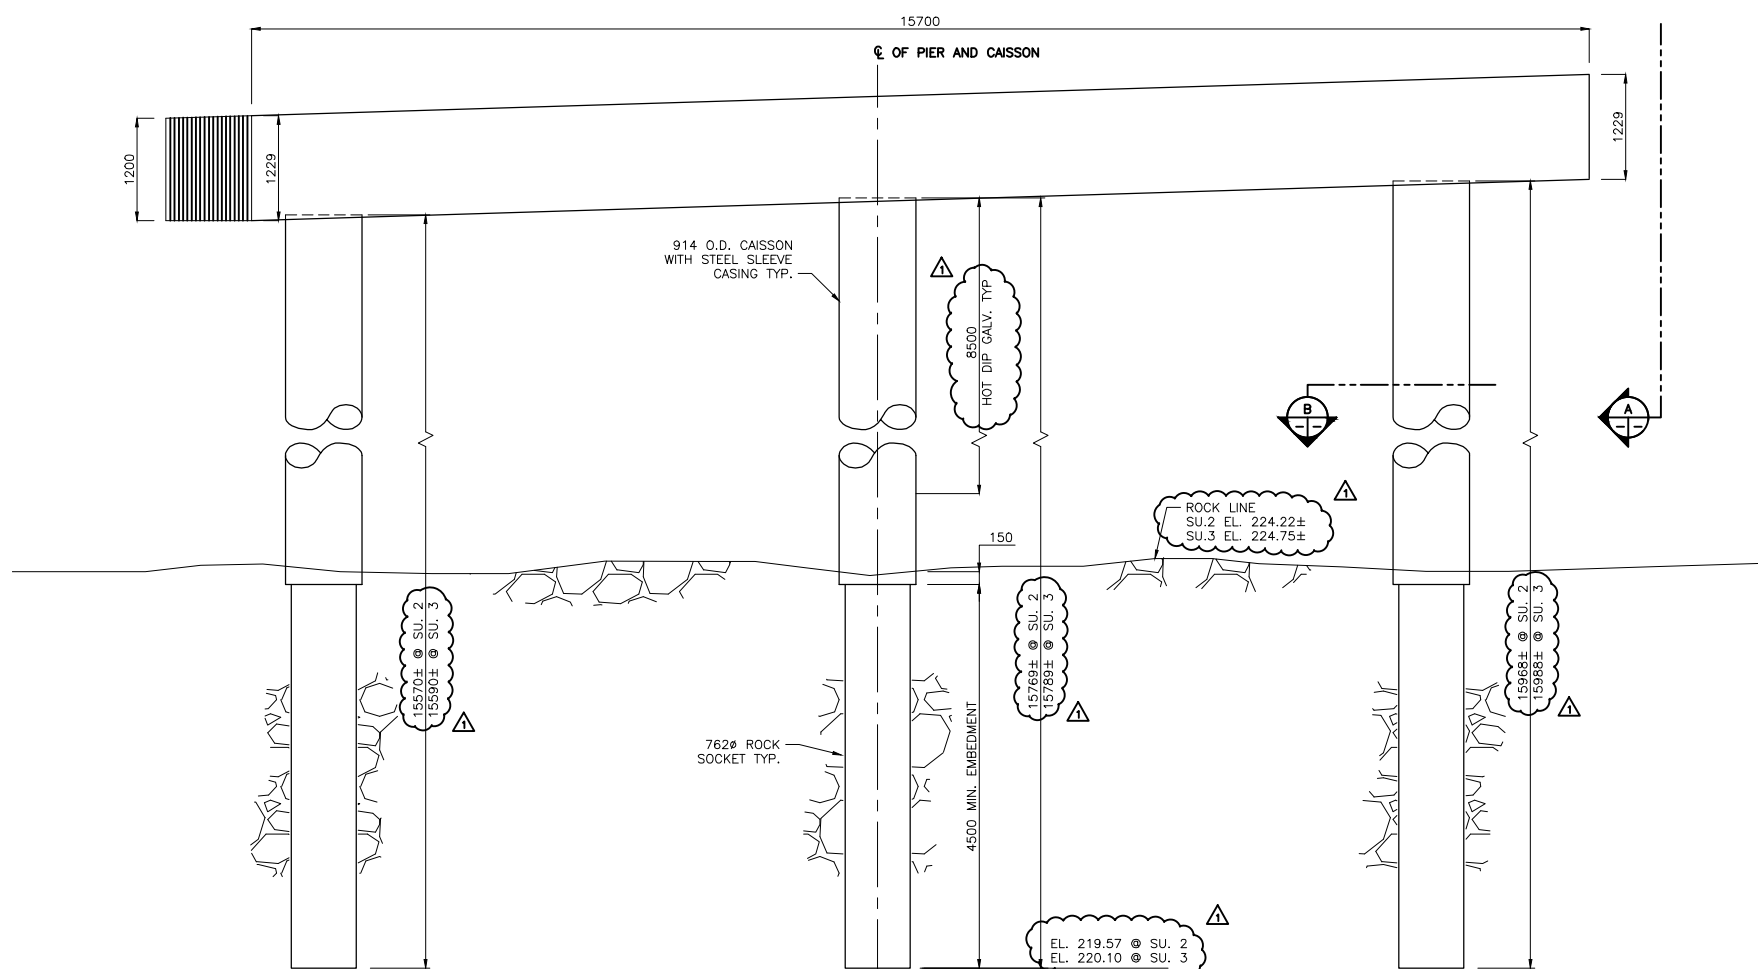 15700
℄ OF PIER AND CAISSON
1200
1229
1229
914 O.D. CAISSON
WITH STEEL SLEEVE
CASING TYP.
1
8500
HOT DIP GALV. TYP
B
A
1
ROCK LINE
SU.2 EL. 224.22±
SU.3 EL. 224.75±
150
15570± @ SU. 2
15590± @ SU. 3
1
15769± @ SU. 2
15789± @ SU. 3
1
15968± @ SU. 2
15988± @ SU. 3
1
762ø ROCK
SOCKET TYP.
4500 MIN. EMBEDMENT
1
EL. 219.57 @ SU. 2
EL. 220.10 @ SU. 3